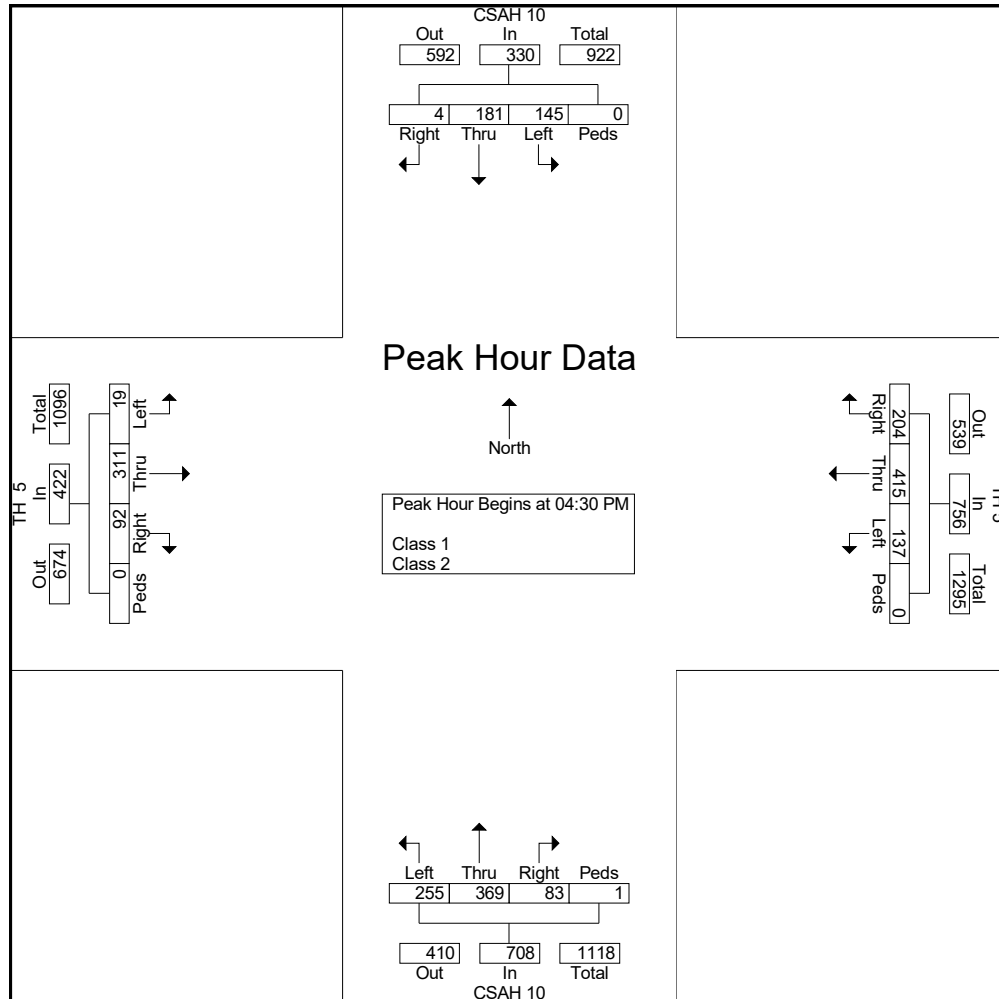 CSAH 10
Out In Total
592 330 922
4 181 145 0
Right Thru Left Peds
Peak Hour Data
North
Peak Hour Begins at 04:30 PM
Class 1
Class 2
TH 5
Total In Out
1096 422 674
19 311 92 0
Left Thru Right Peds
Out In Total
539 756 1295
204 415 137 0
Right Thru Left Peds
Left Thru Right Peds
255 369 83 1
410 708 1118
Out In Total
CSAH 10